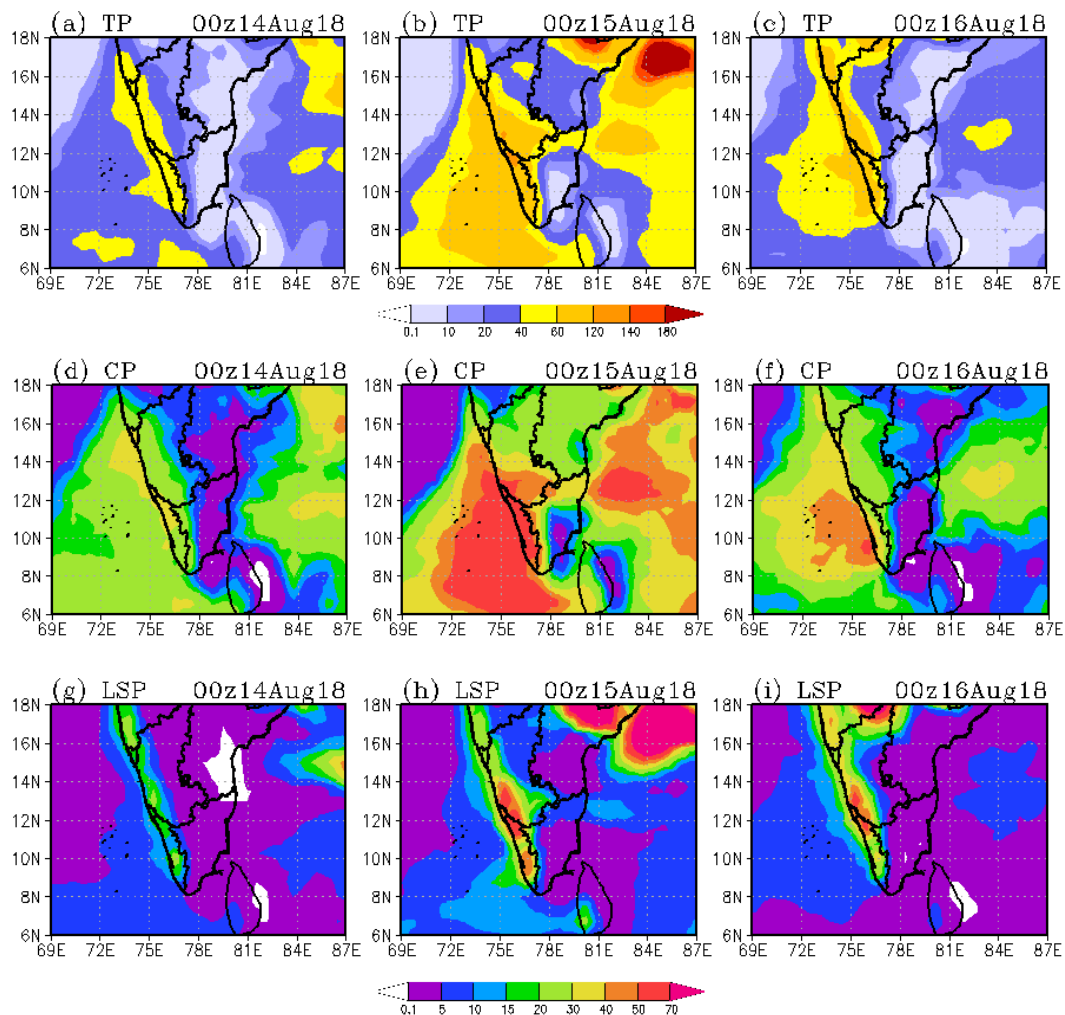 (a) TP 00z14Aug18 (b) TP 00z15Aug18 (c) TP 00z16Aug18
18N 18N 18N
16N 16N 16N
14N 14N 14N
12N 12N 12N
10N 10N 10N
8N 8N 8N
6N 6N 6N
69E 72E 75E 78E 81E 84E 87E 69E 72E 75E 78E 81E 84E 87E 69E 72E 75E 78E 81E 84E 87E
0.1 10 20 40 60 120 140 180
(d) CP 00z14Aug18 (e) CP 00z15Aug18 (f) CP 00z16Aug18
18N 18N 18N
16N 16N 16N
14N 14N 14N
12N 12N 12N
10N 10N 10N
8N 8N 8N
6N 6N 6N
69E 72E 75E 78E 81E 84E 87E 69E 72E 75E 78E 81E 84E 87E 69E 72E 75E 78E 81E 84E 87E
(g) LSP 00z14Aug18 (h) LSP 00z15Aug18 (i) LSP 00z16Aug18
18N 18N 18N
16N 16N 16N
14N 14N 14N
12N 12N 12N
10N 10N 10N
8N 8N 8N
6N 6N 6N
69E 72E 75E 78E 81E 84E 87E 69E 72E 75E 78E 81E 84E 87E 69E 72E 75E 78E 81E 84E 87E
0.1 5 10 15 20 30 40 50 70